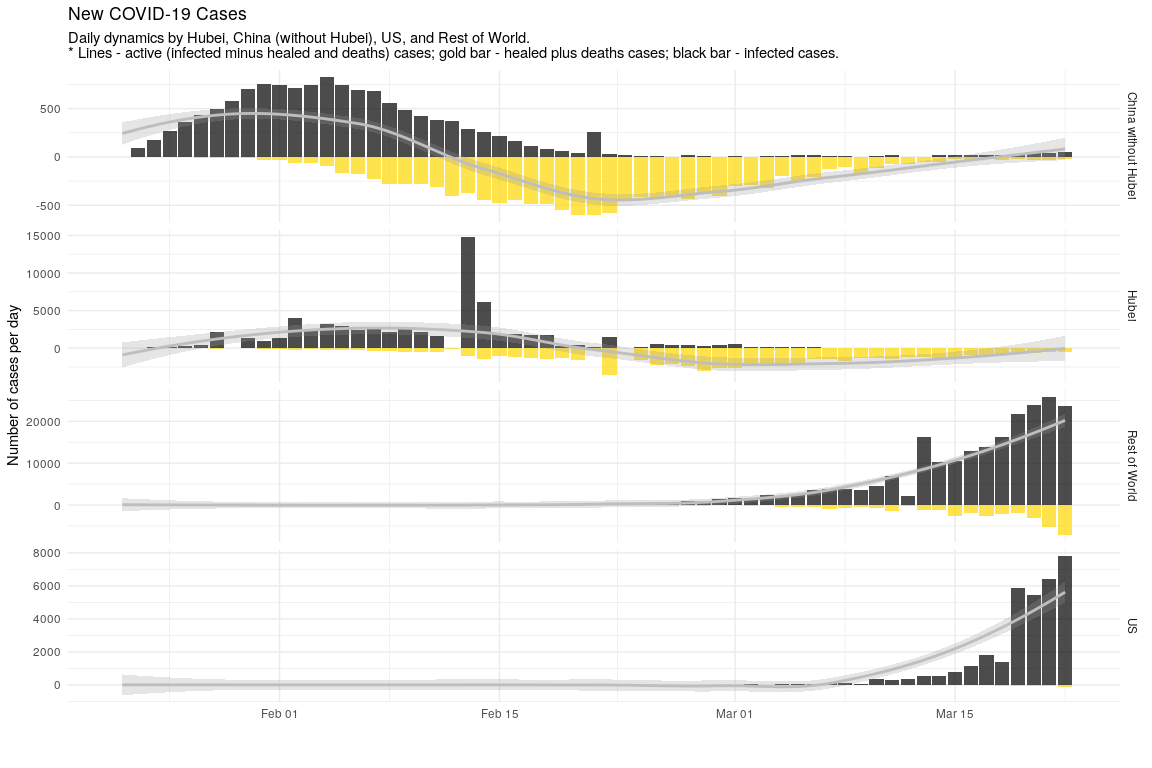 New COVID-19 Cases
Daily dynamics by Hubei, China (without Hubei), US, and Rest of World.
* Lines - active (infected minus healed and deaths) cases; gold bar - healed plus deaths cases; black bar - infected cases.
Number of cases per day
500
0
-500
China without Hubei
15000
10000
5000
0
Hubei
20000
10000
0
Rest of World
8000
6000
4000
2000
0
US
Feb 01
Feb 15
Mar 01
Mar 15